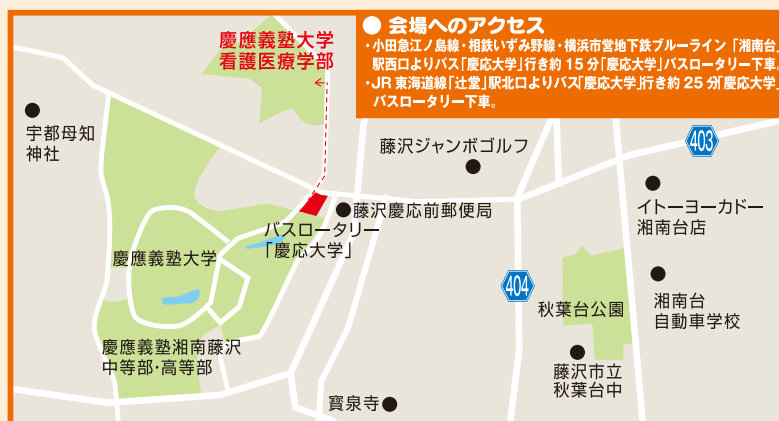 ● 会場へのアクセス
・小田急江ノ島線・相鉄いずみ野線・横浜市営地下鉄ブルーライン「湘南台」
駅西口よりバス「慶応大学」行き約15分「慶応大学」バスロータリー下車。
・JR東海道線「辻堂」駅北口よりバス「慶応大学」行き約25分「慶応大学」
バスロータリー下車。
慶應義塾大学
看護医療学部
宇都母知
神社
藤沢ジャンボゴルフ
403
イトーヨーカドー
湘南台店
藤沢慶応前郵便局
バスロータリー
「慶応大学」
慶應義塾大学
404
秋葉台公園
湘南台
自動車学校
慶應義塾湘南藤沢
中等部・高等部
藤沢市立
秋葉台中
寶泉寺